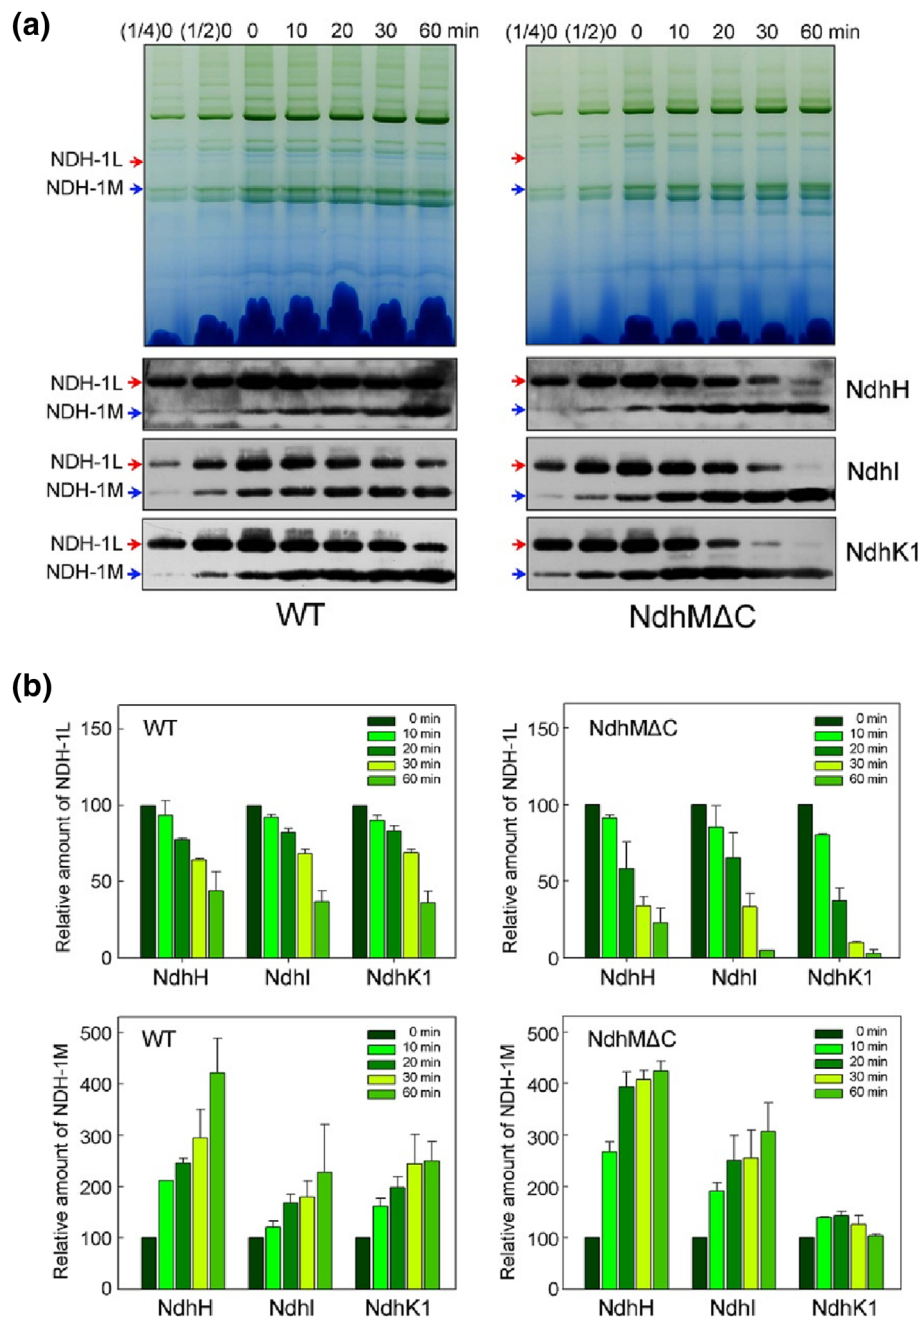 (a)
(1/4)0 (1/2)0 0 10 20 30 60 min (1/4)0 (1/2)0 0 10 20 30 60 min
NDH-1L
NDH-1M
NDH-1L
NDH-1M
NdhH
NDH-1L
NDH-1M
NdhI
NDH-1L
NDH-1M
NdhK1
WT NdhMΔC
(b)
Relative amount of NDH-1L
150
100
50
0
WT
0 min
10 min
20 min
30 min
60 min
NdhH NdhI NdhK1
Relative amount of NDH-1L
150
100
50
0
NdhMΔC
0 min
10 min
20 min
30 min
60 min
NdhH NdhI NdhK1
Relative amount of NDH-1M
500
400
300
200
100
0
WT
0 min
10 min
20 min
30 min
60 min
NdhH NdhI NdhK1
Relative amount of NDH-1M
500
400
300
200
100
0
NdhMΔC
0 min
10 min
20 min
30 min
60 min
NdhH NdhI NdhK1